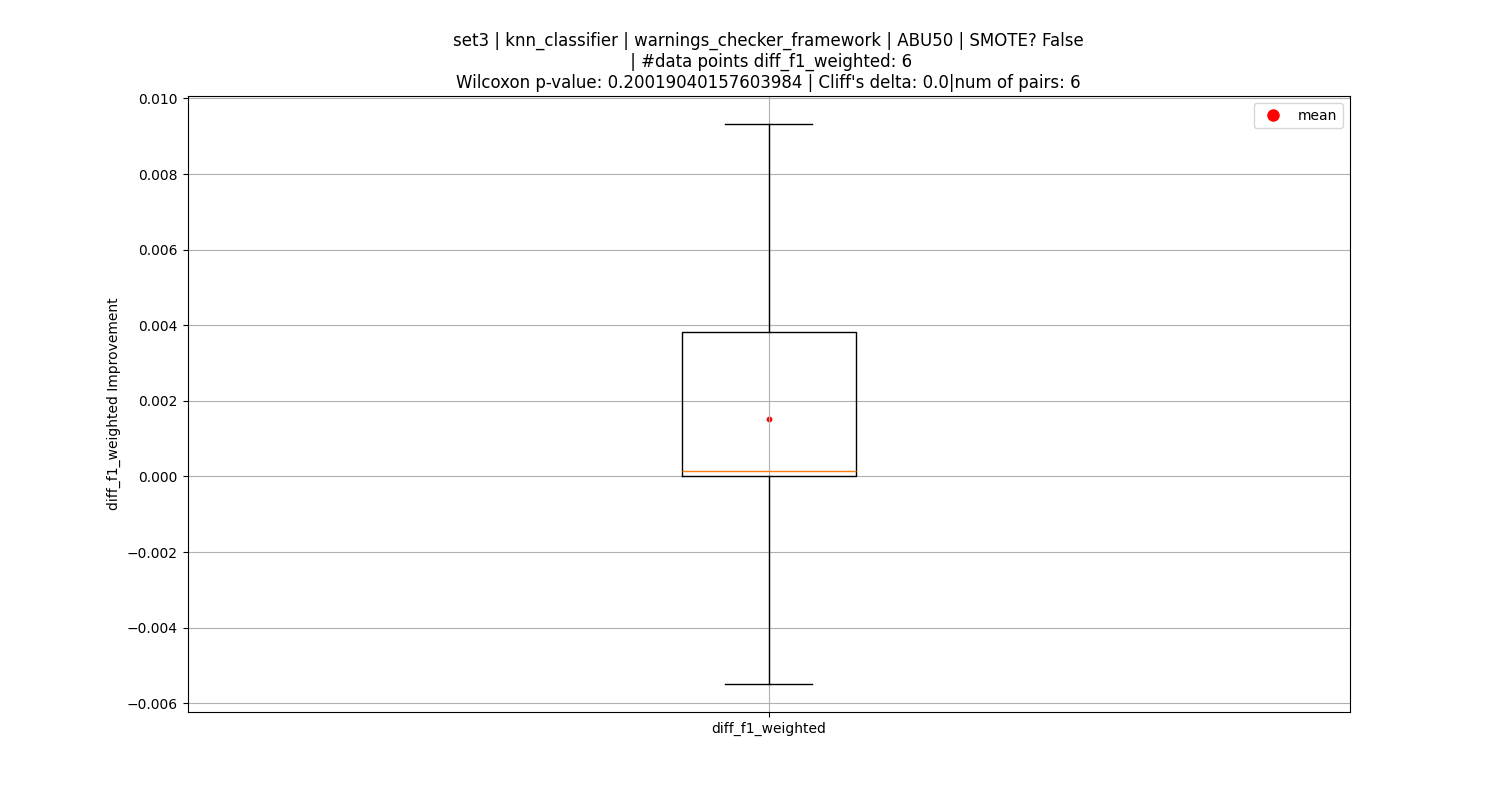 set3 | knn_classifier | warnings_checker_framework | ABU50 | SMOTE? False
| #data points diff_f1_weighted: 6
Wilcoxon p-value: 0.20019040157603984 | Cliff's delta: 0.0|num of pairs: 6
mean
0.010
0.008
0.006
0.004
0.002
0.000
−0.002
−0.004
−0.006
diff_f1_weighted Improvement
diff_f1_weighted